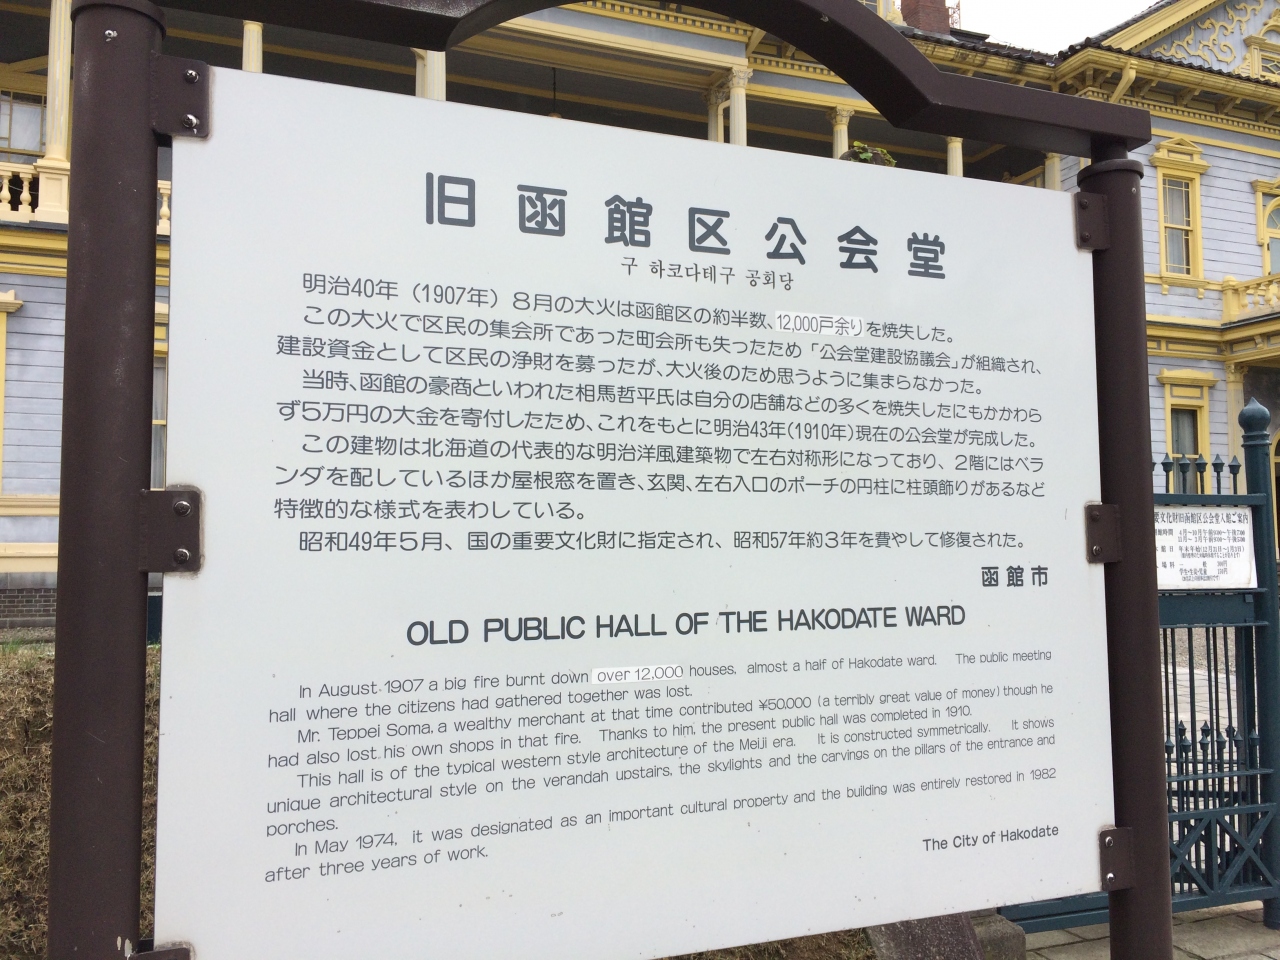 旧函館区公会堂
구 하코다테구 공회당
明治40年（1907年）8月の大火は函館区の約半数、12,000戸余りを焼失した。
この大火で区民の集会所であった町会所も失ったため「公会堂建設協議会」が組織され、
建設資金として区民の浄財を募ったが、大火後のため思うように集まらなかった。
当時、函館の豪商といわれた相馬哲平氏は自分の店舗などの多くを焼失したにもかかわら
ず5万円の大金を寄付したため、これをもとに明治43年（1910年）現在の公会堂が完成した。
この建物は北海道の代表的な明治洋風建築物で左右対称形になっており、2階にはベラ
ンダを配しているほか屋根窓を置き、玄関、左右入口のポーチの円柱に柱頭飾りがあるなど
特徴的な様式を表わしている。
昭和49年5月、国の重要文化財に指定され、昭和57年約3年を費やして修復された。
函館市
OLD PUBLIC HALL OF THE HAKODATE WARD
In August 1907 a big fire burnt down over 12,000 houses, almost a half of Hakodate ward. The public meeting
hall where the citizens had gathered together was lost.
Mr. Teppei Soma, a wealthy merchant at that time contributed ¥50,000 (a terribly great value of money) though he
had also lost his own shops in that fire. Thanks to him, the present public hall was completed in 1910.
This hall is of the typical western style architecture of the Meiji era. It is constructed symmetrically. It shows
unique architectural style on the verandah upstairs, the skylights and the carvings on the pillars of the entrance and
porches.
In May 1974, it was designated as an important cultural property and the building was entirely restored in 1982
after three years of work.
The City of Hakodate
要文化財旧函館区公会堂入館ご案内